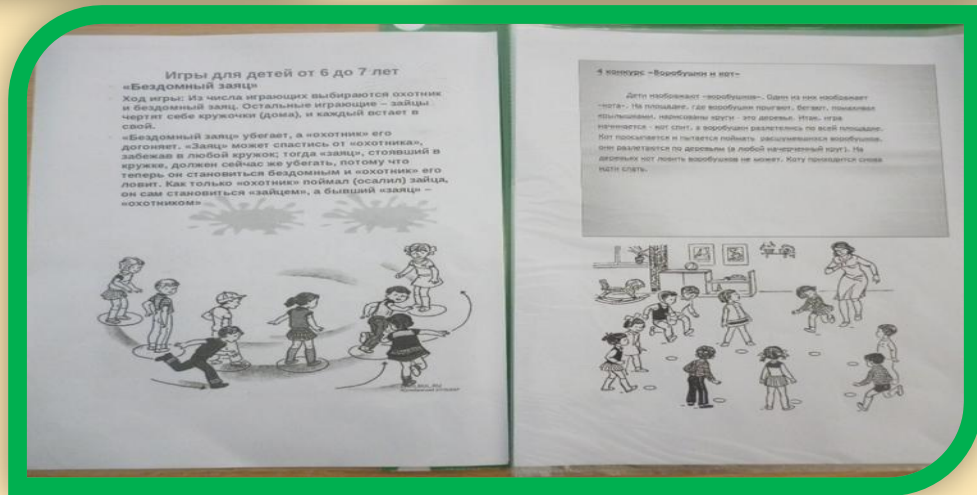 Игры для детей от 6 до 7 лет
«Бездомный заяц»
Ход игры: Из числа играющих выбираются охотник
и бездомный заяц. Остальные играющие – зайцы
чертят себе кружочки (дома), и каждый встает в
свой.
«Бездомный заяц» убегает, а «охотник» его
догоняет. «Заяц» может спастись от «охотника»,
забежав в любой кружок; тогда «заяц», стоявший в
кружке, должен сейчас же убегать, потому что
теперь он становиться бездомным и «охотник» его
ловит. Как только «охотник» поймал (осалил) зайца,
он сам становиться «зайцем», а бывший «заяц» –
«охотником»
4 конкурс «Воробушки и кот»
Дети изображают «воробушков». Один из них изображает
«кота». На площадке, где воробушки прыгают, бегают, помахивая
крылышками, нарисованы круги - это деревья. Итак, игра
начинается - кот спит, а воробушки разлетелись по всей площадке.
Кот просыпается и пытается поймать воробушков,
они разлетаются по деревьям (в любой начерченный круг). На
деревьях кот ловить воробушков не может. Коту приходится снова
идти спать.